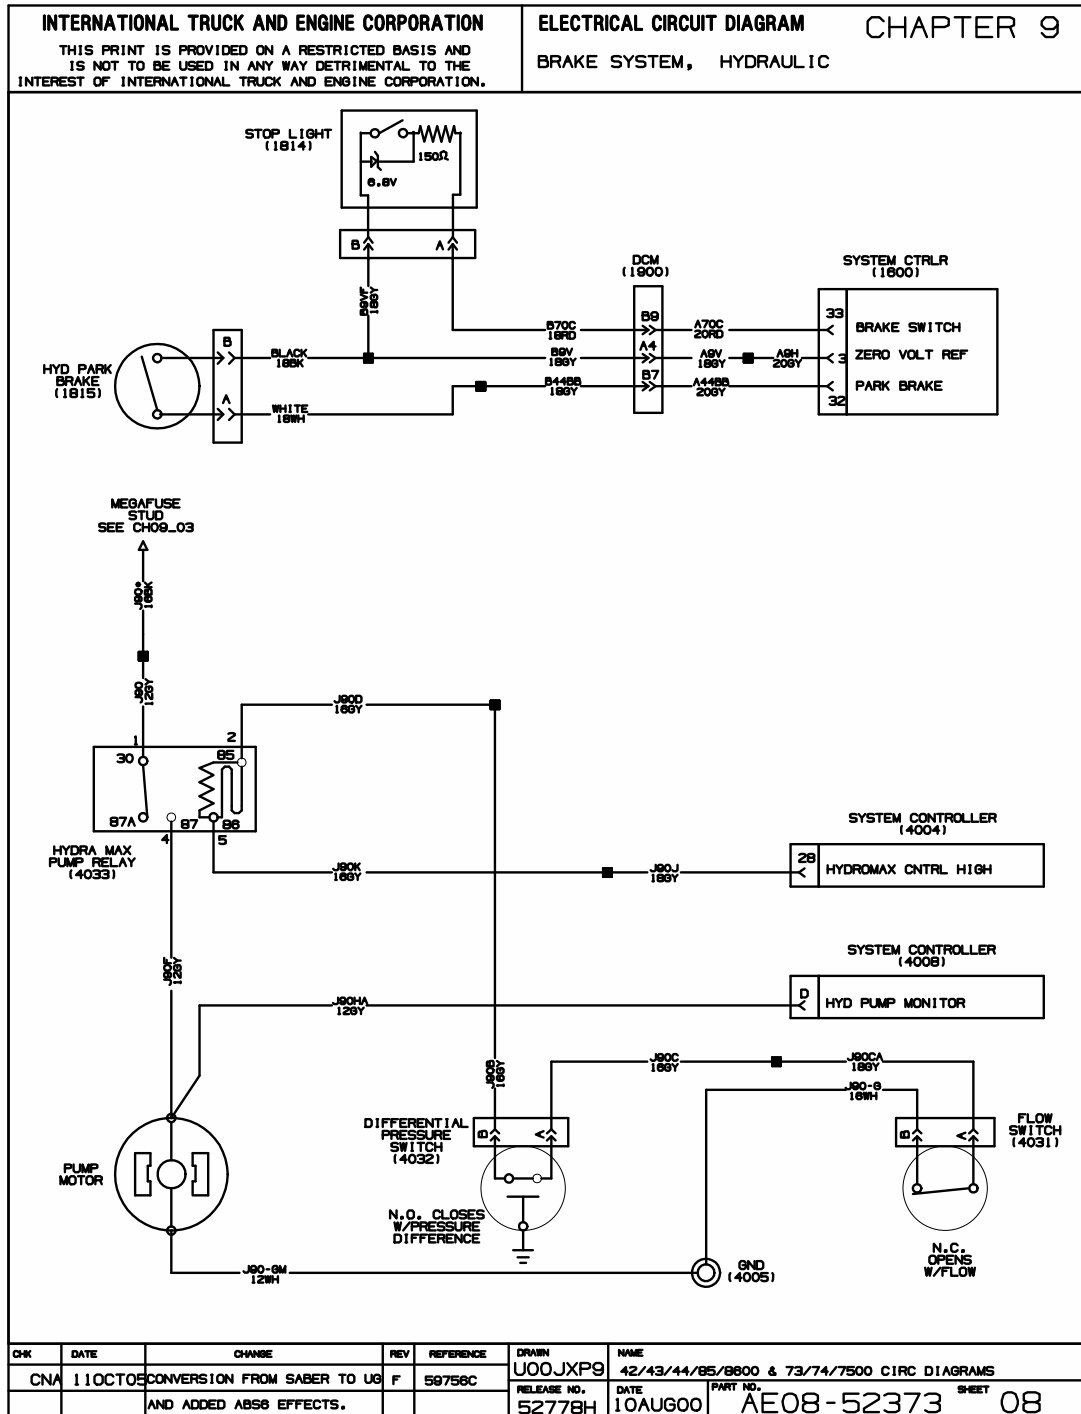 INTERNATIONAL TRUCK AND ENGINE CORPORATION
THIS PRINT IS PROVIDED ON A RESTRICTED BASIS AND
IS NOT TO BE USED IN ANY WAY DETRIMENTAL TO THE
INTEREST OF INTERNATIONAL TRUCK AND ENGINE CORPORATION.
ELECTRICAL CIRCUIT DIAGRAM
CHAPTER 9
BRAKE SYSTEM, HYDRAULIC
STOP LIGHT
(1814)
150Ω
6.8V
B
A
B9VF
18GY
DCM
(1900)
SYSTEM CTRLR
(1600)
B70C
18RD
B9
A70C
20RD
33
BRAKE SWITCH
B9V
18GY
A4
A9V
18GY
A9H
20GY
3
ZERO VOLT REF
B44BB
18GY
B7
A44BB
20GY
32
PARK BRAKE
HYD PARK
BRAKE
(1815)
B
A
BLACK
18BK
WHITE
18WH
MEGAFUSE
STUD
SEE CH09_03
J90*
16BK
J90
12GY
1
2
30
85
87A
87
86
4
5
HYDRA MAX
PUMP RELAY
(4033)
J90D
16GY
J90K
16GY
J90J
18GY
SYSTEM CONTROLLER
(4004)
28
HYDROMAX CNTRL HIGH
J90F
12GY
J90HA
12GY
SYSTEM CONTROLLER
(4008)
D
HYD PUMP MONITOR
J90B
16GY
J90C
16GY
J90CA
18GY
J90-G
16WH
DIFFERENTIAL
PRESSURE
SWITCH
(4032)
B
A
B
A
FLOW
SWITCH
(4031)
PUMP
MOTOR
N.O. CLOSES
W/PRESSURE
DIFFERENCE
N.C.
OPENS
W/FLOW
J90-GM
12WH
GND
(4005)
CHK
DATE
CHANGE
REV
REFERENCE
CNA
11OCT05
CONVERSION FROM SABER TO UG
F
59756C
AND ADDED ABS6 EFFECTS.
DRAWN
U00JXP9
NAME
42/43/44/85/8600 & 73/74/7500 CIRC DIAGRAMS
RELEASE NO.
52778H
DATE
10AUG00
PART NO.
AE08-52373
SHEET
08